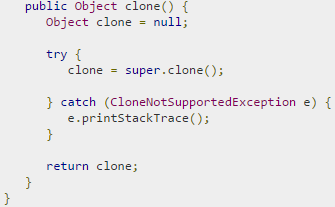 public Object clone() {
Object clone = null;
try {
clone = super.clone();
} catch (CloneNotSupportedException e) {
e.printStackTrace();
}
return clone;
}
}